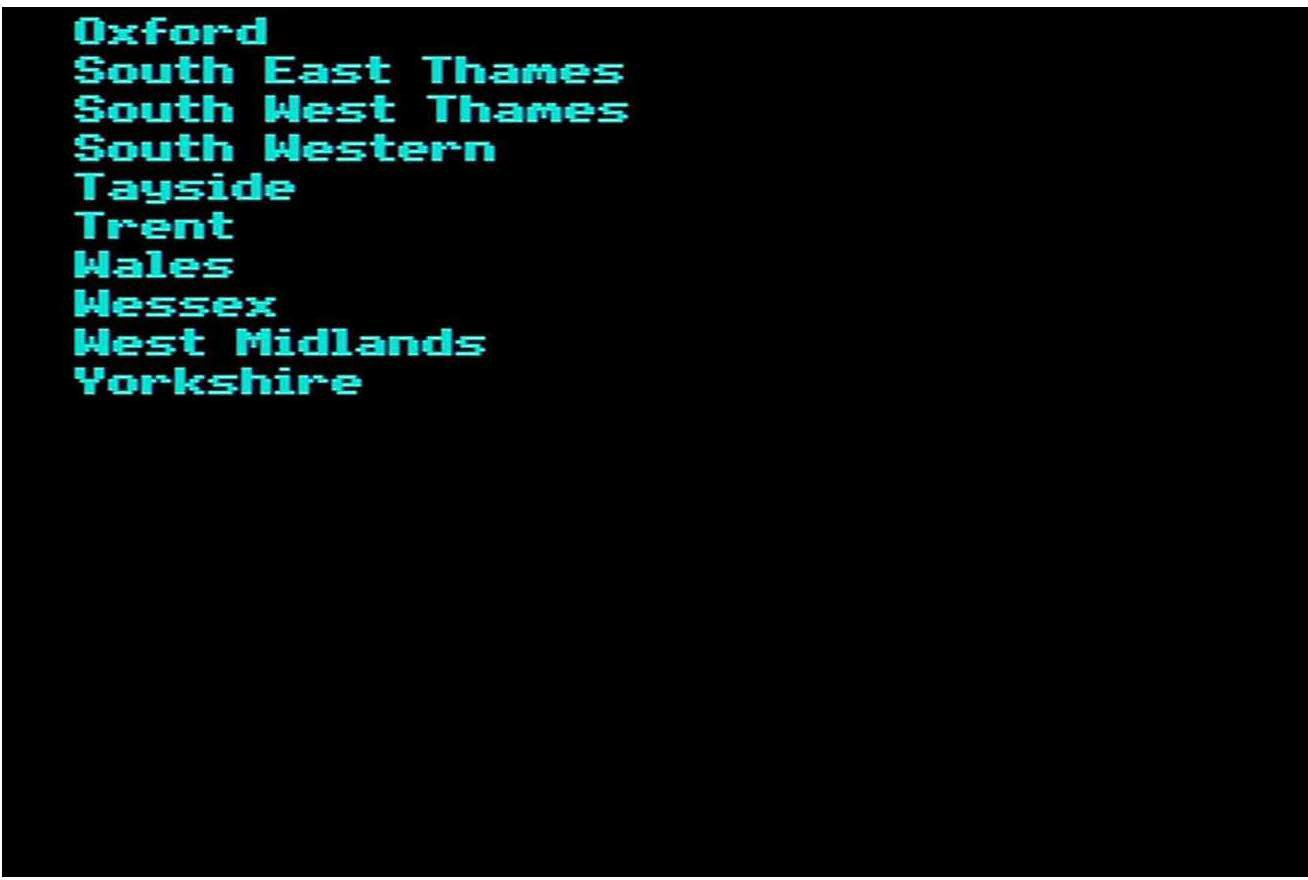 Oxford
South East Thames
South West Thames
South Western
Tayside
Trent
Wales
Wessex
West Midlands
Yorkshire